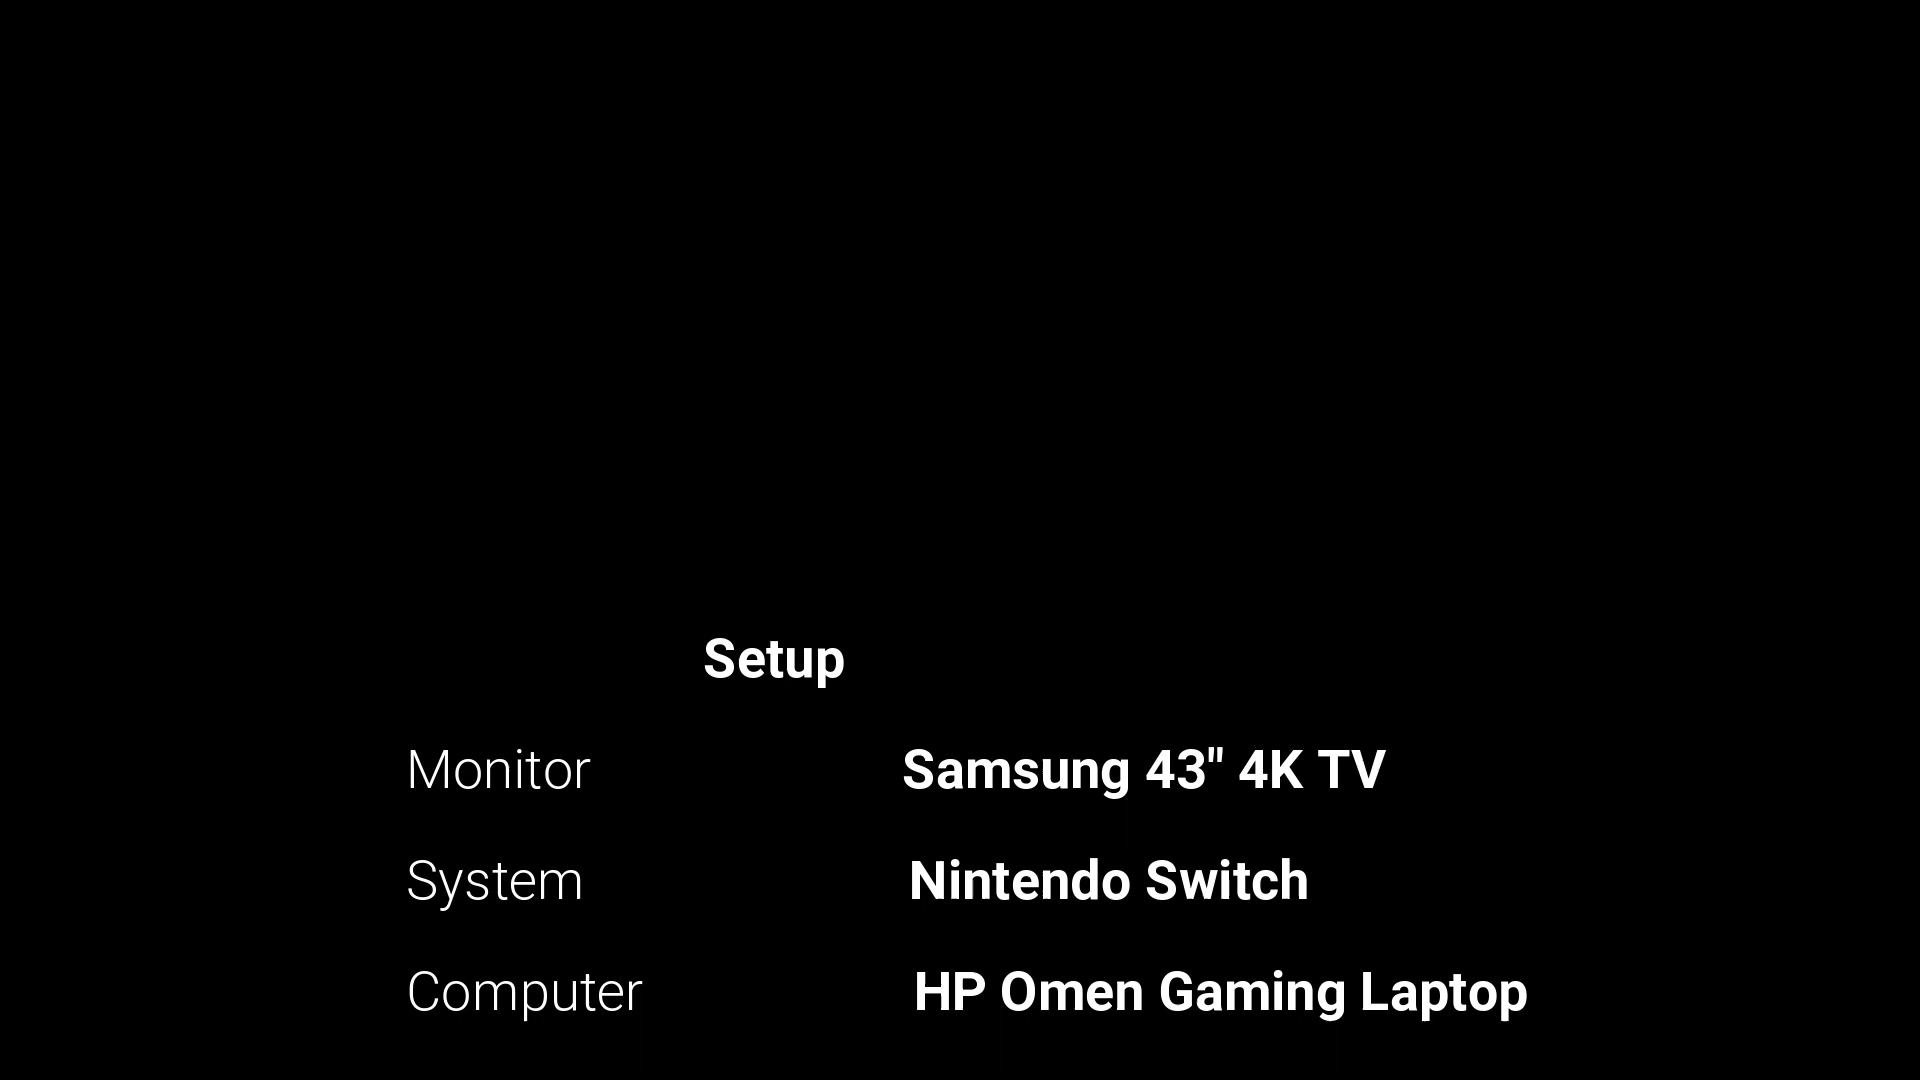 Setup
Monitor Samsung 43" 4K TV
System Nintendo Switch
Computer HP Omen Gaming Laptop